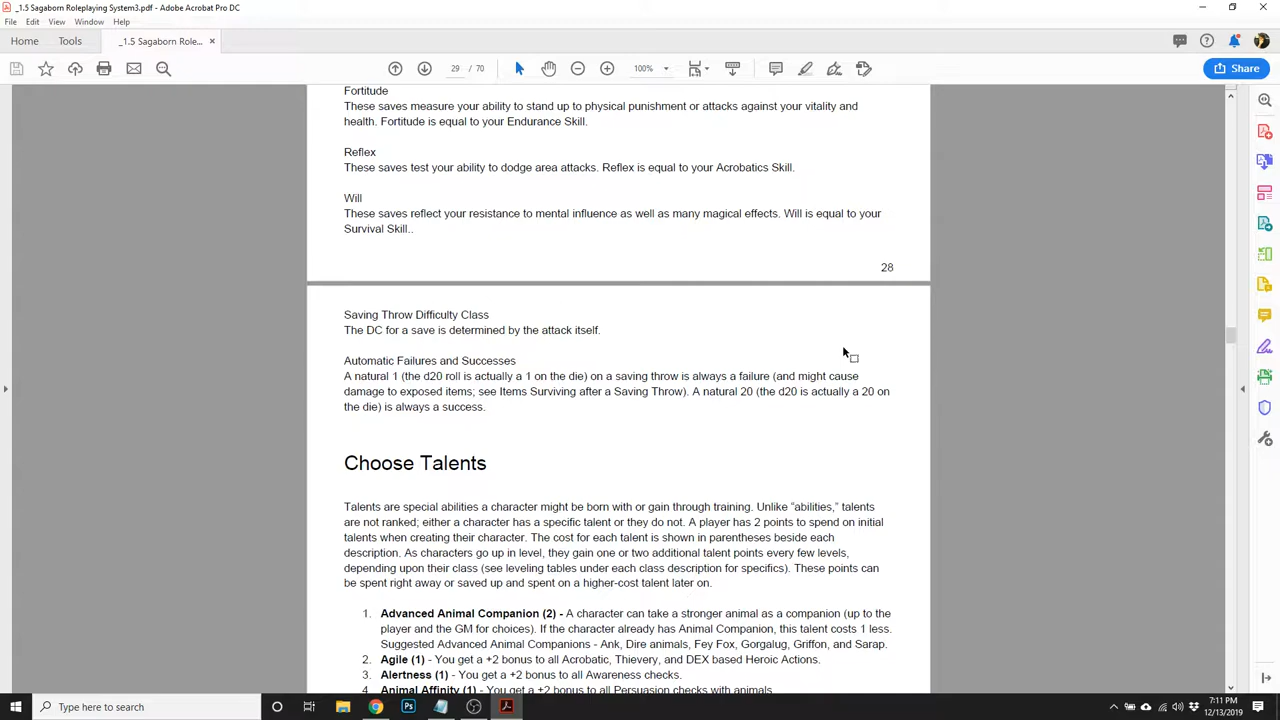 _1.5 Sagaborn Roleplaying System3.pdf - Adobe Acrobat Pro DC
File Edit View Window Help
Home Tools _1.5 Sagaborn Role... ×
29 / 70 100% Share
Fortitude
These saves measure your ability to stand up to physical punishment or attacks against your vitality and
health. Fortitude is equal to your Endurance Skill.
Reflex
These saves test your ability to dodge area attacks. Reflex is equal to your Acrobatics Skill.
Will
These saves reflect your resistance to mental influence as well as many magical effects. Will is equal to your
Survival Skill..
28
Saving Throw Difficulty Class
The DC for a save is determined by the attack itself.
Automatic Failures and Successes
A natural 1 (the d20 roll is actually a 1 on the die) on a saving throw is always a failure (and might cause
damage to exposed items; see Items Surviving after a Saving Throw). A natural 20 (the d20 is actually a 20 on
the die) is always a success.
Choose Talents
Talents are special abilities a character might be born with or gain through training. Unlike “abilities,” talents
are not ranked; either a character has a specific talent or they do not. A player has 2 points to spend on initial
talents when creating their character. The cost for each talent is shown in parentheses beside each
description. As characters go up in level, they gain one or two additional talent points every few levels,
depending upon their class (see leveling tables under each class description for specifics). These points can
be spent right away or saved up and spent on a higher-cost talent later on.
1. Advanced Animal Companion (2) - A character can take a stronger animal as a companion (up to the
player and the GM for choices). If the character already has Animal Companion, this talent costs 1 less.
Suggested Advanced Animal Companions - Ank, Dire animals, Fey Fox, Gorgalug, Griffon, and Sarap.
2. Agile (1) - You get a +2 bonus to all Acrobatic, Thievery, and DEX based Heroic Actions.
3. Alertness (1) - You get a +2 bonus to all Awareness checks.
4. Animal Affinity (1) - You get a +2 bonus to all Persuasion checks with animals.
Type here to search
7:11 PM
12/13/2019